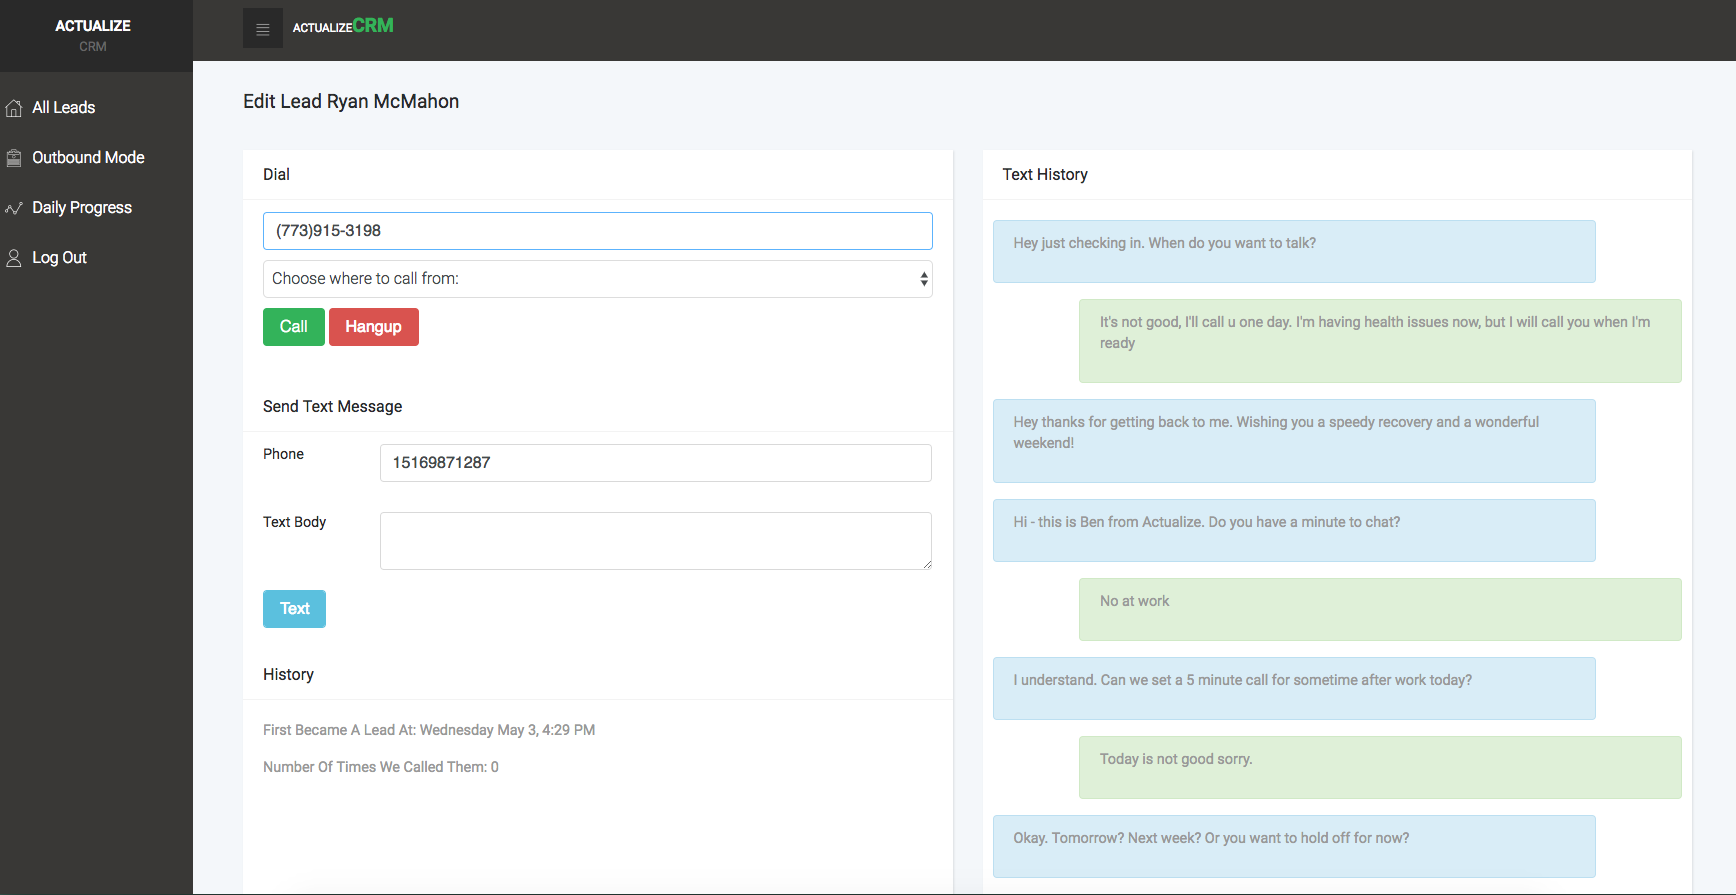 ACTUALIZE
CRM
All Leads
Outbound Mode
Daily Progress
Log Out
ACTUALIZECRM
Edit Lead Ryan McMahon
Dial
(773)915-3198
Choose where to call from:
Call Hangup
Send Text Message
Phone 15169871287
Text Body
Text
History
First Became A Lead At: Wednesday May 3, 4:29 PM
Number Of Times We Called Them: 0
Text History
Hey just checking in. When do you want to talk?
It's not good, I'll call u one day. I'm having health issues now, but I will call you when I'm
ready
Hey thanks for getting back to me. Wishing you a speedy recovery and a wonderful
weekend!
Hi - this is Ben from Actualize. Do you have a minute to chat?
No at work
I understand. Can we set a 5 minute call for sometime after work today?
Today is not good sorry.
Okay. Tomorrow? Next week? Or you want to hold off for now?